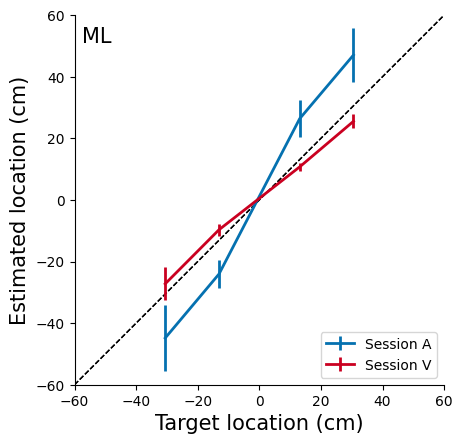 ML
Estimated location (cm)
60
40
20
0
−20
−40
−60
−60
−40
−20
0
20
40
60
Target location (cm)
Session A
Session V